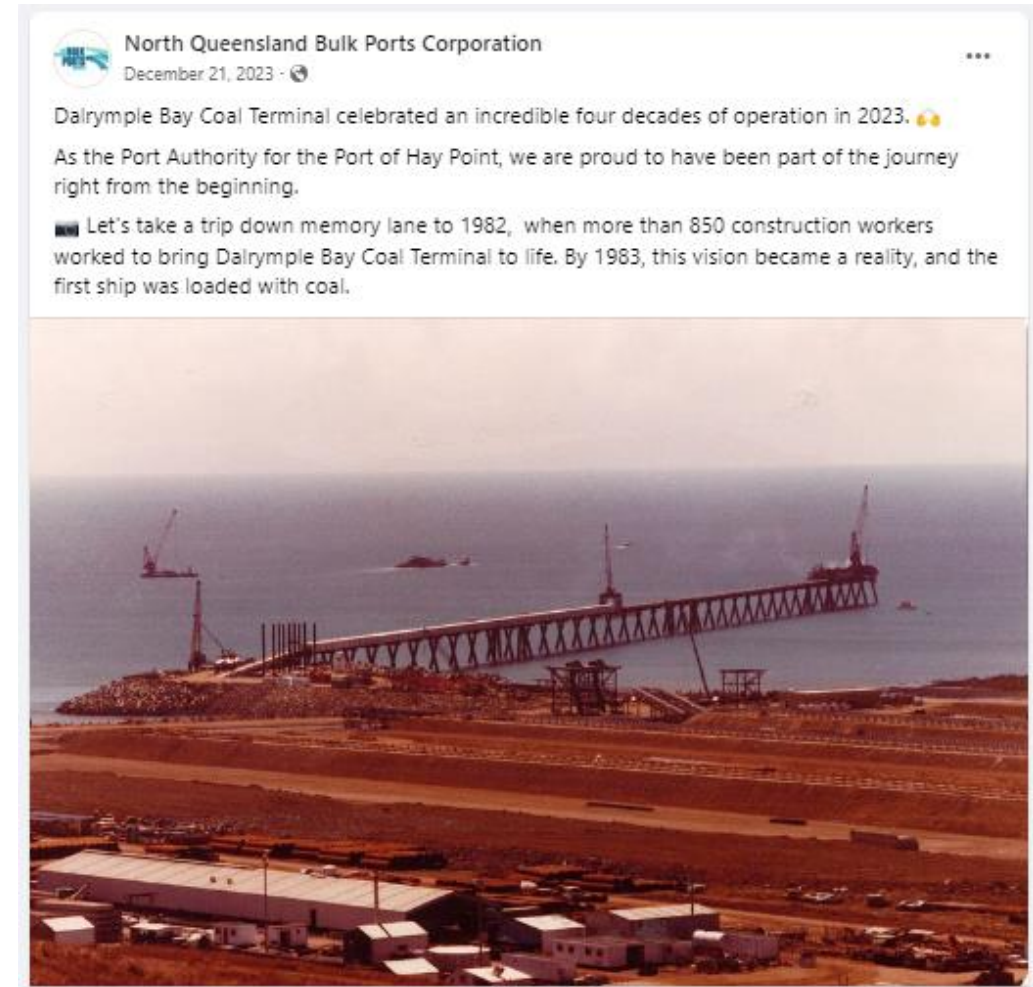 North Queensland Bulk Ports Corporation
December 21, 2023 ·
Dalrymple Bay Coal Terminal celebrated an incredible four decades of operation in 2023. 🙌
As the Port Authority for the Port of Hay Point, we are proud to have been part of the journey
right from the beginning.
📷 Let's take a trip down memory lane to 1982,  when more than 850 construction workers
worked to bring Dalrymple Bay Coal Terminal to life. By 1983, this vision became a reality, and the
first ship was loaded with coal.